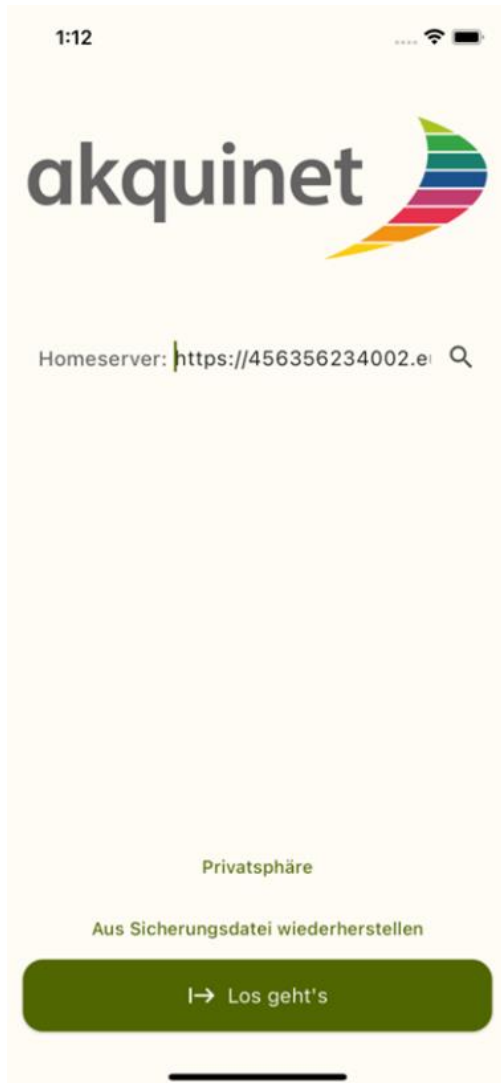 1:12
akquinet
Homeserver: https://456356234002.e
Privatsphäre
Aus Sicherungsdatei wiederherstellen
Los geht's